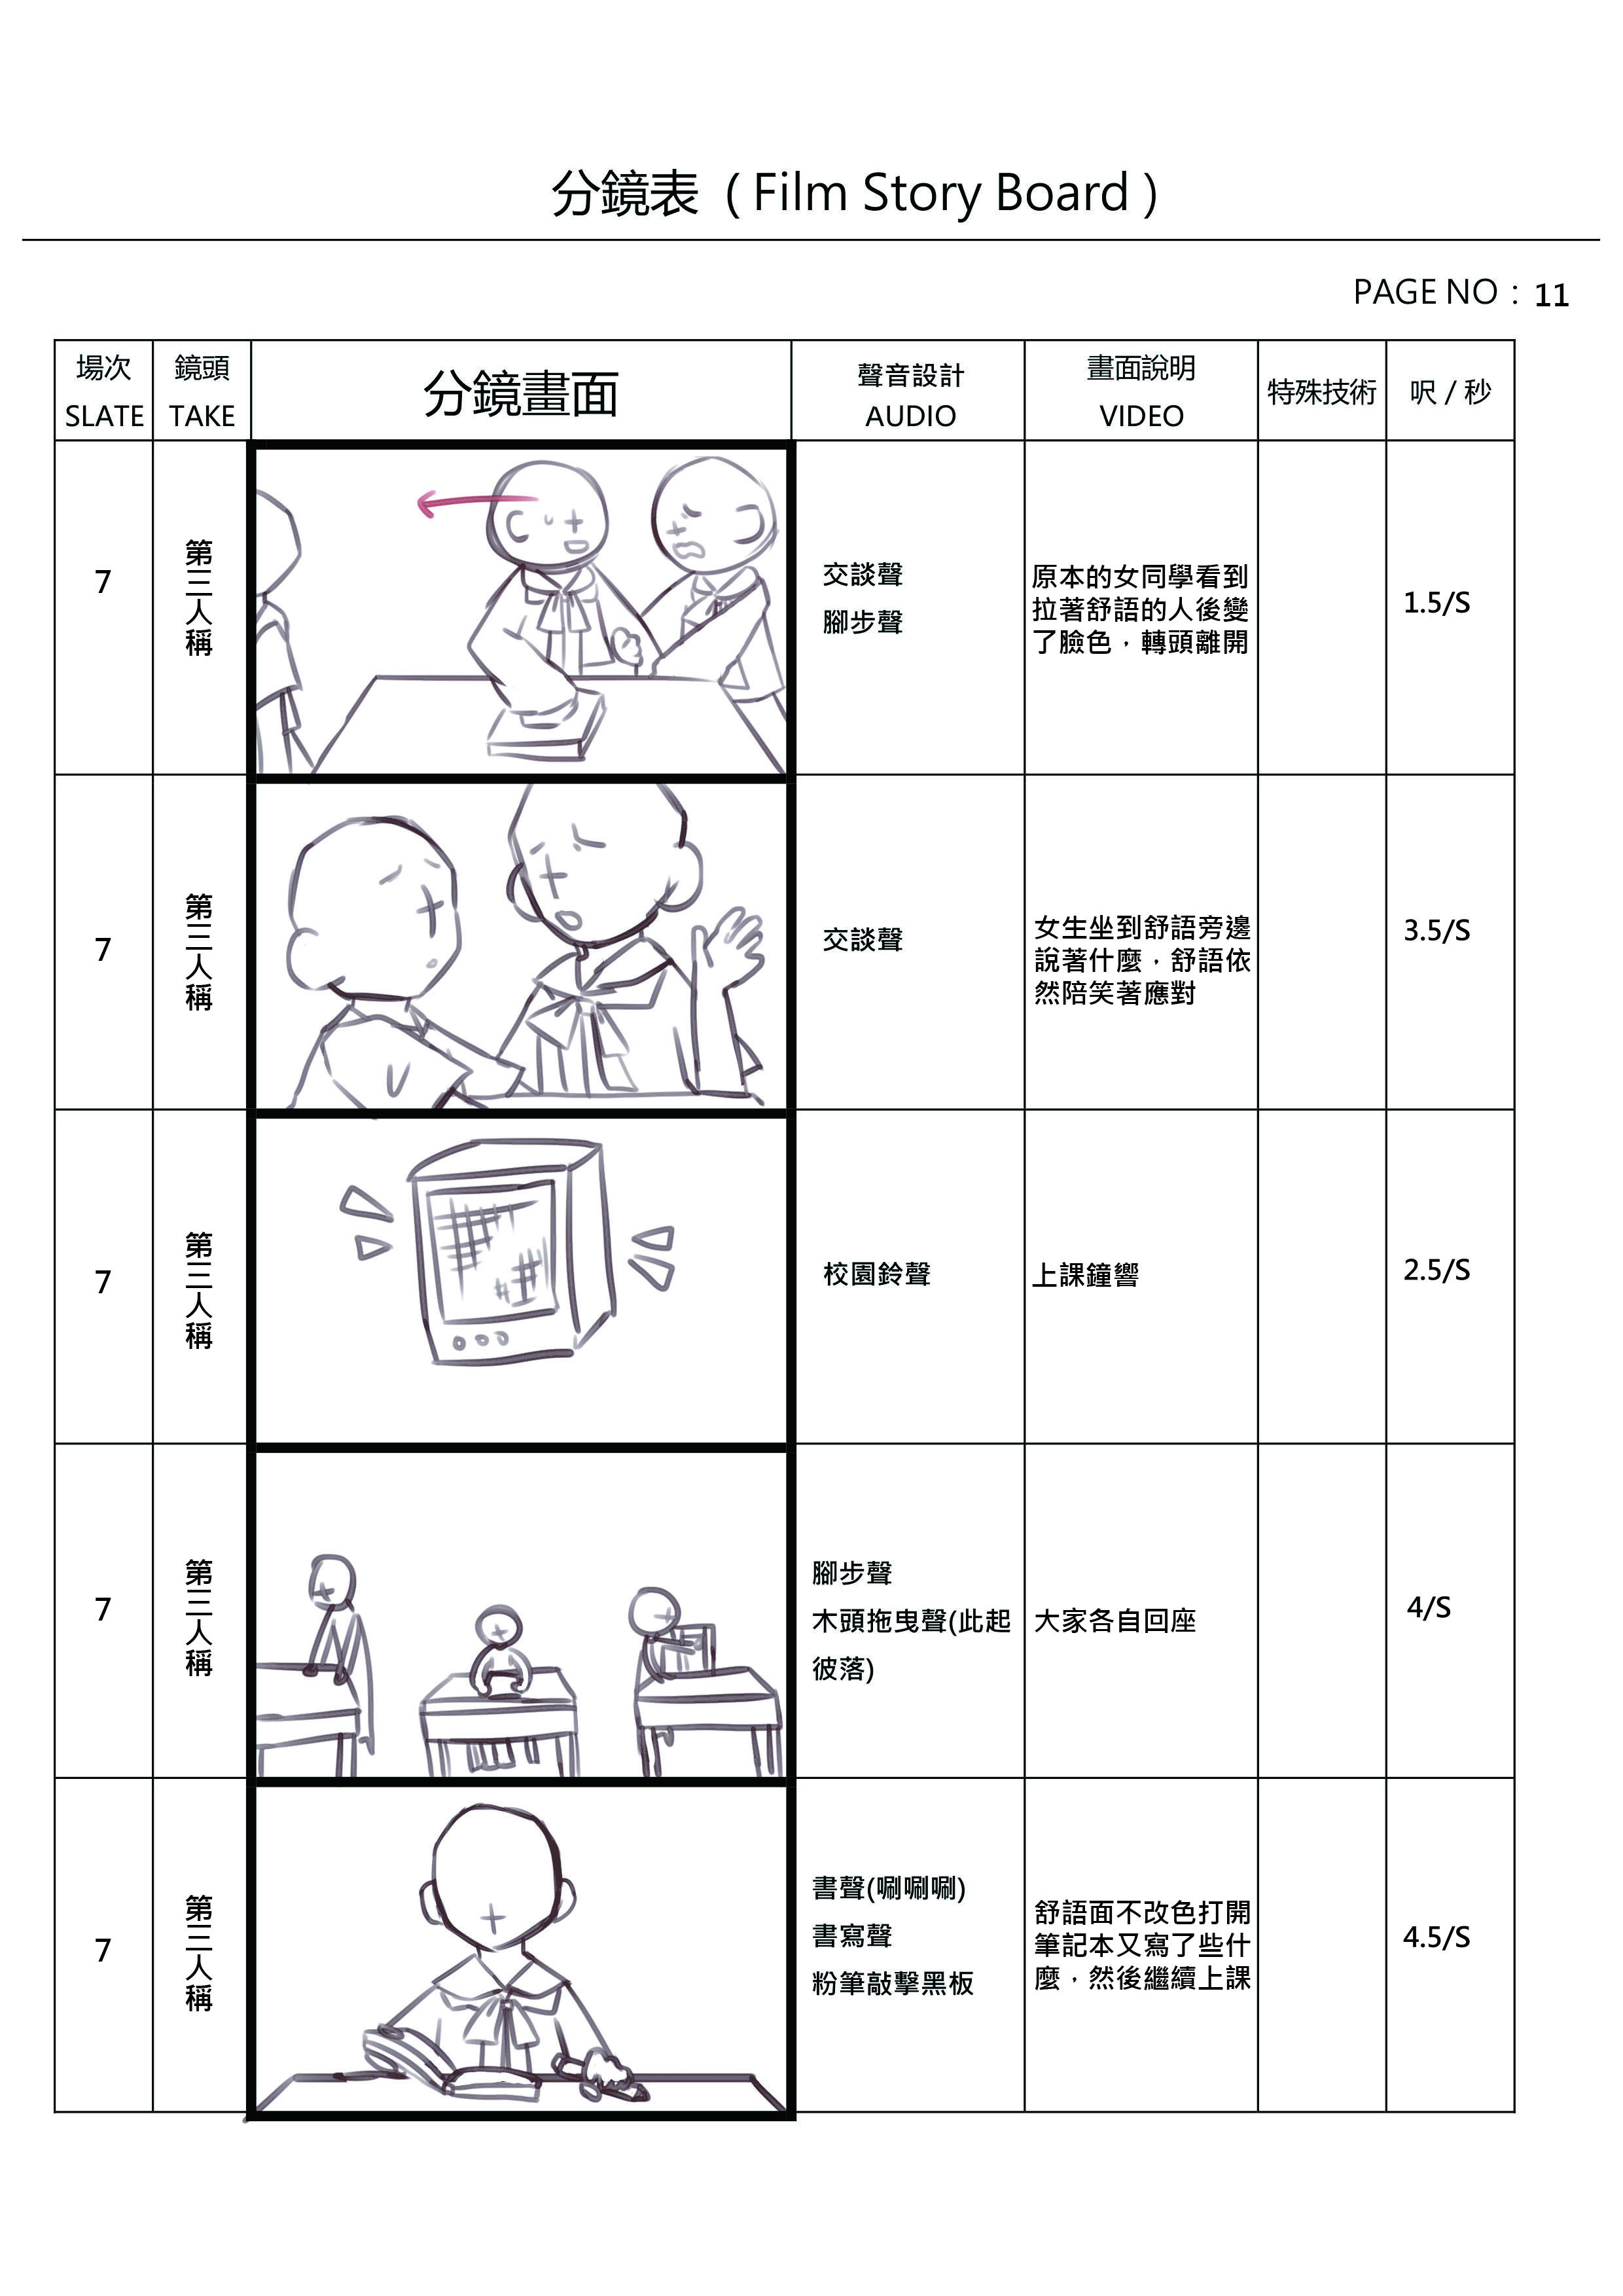 分鏡表 ( Film Story Board )
PAGE NO : 11
場次
SLATE
鏡頭
TAKE
分鏡畫面
聲音設計
AUDIO
畫面說明
VIDEO
特殊技術
呎 / 秒
7
第三人稱
交談聲
腳步聲
原本的女同學看到
拉著舒語的人後變
了臉色，轉頭離開
1.5/S
7
第三人稱
交談聲
女生坐到舒語旁邊
說著什麼，舒語依
然陪笑著應對
3.5/S
7
第三人稱
校園鈴聲
上課鐘響
2.5/S
7
第三人稱
腳步聲
木頭拖曳聲(此起
彼落)
大家各自回座
4/S
7
第三人稱
書聲(唰唰唰)
書寫聲
粉筆敲擊黑板
舒語面不改色打開
筆記本又寫了些什
麼，然後繼續上課
4.5/S